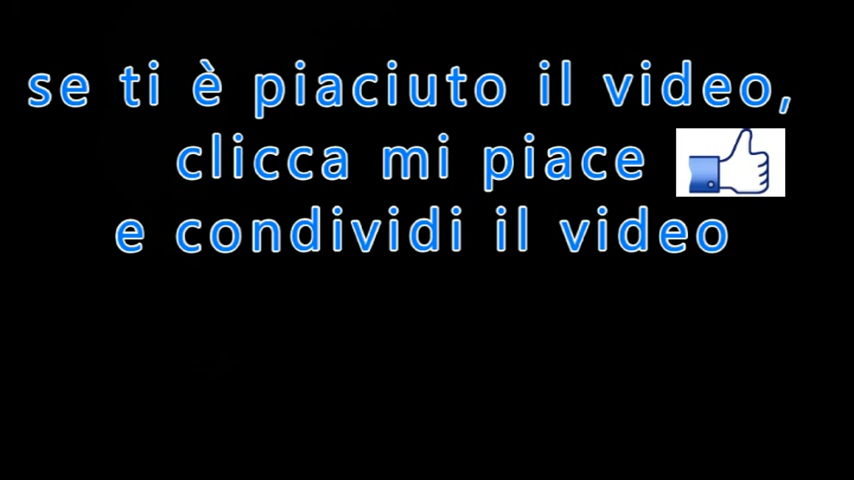 se ti è piaciuto il video,
clicca mi piace
e condividi il video